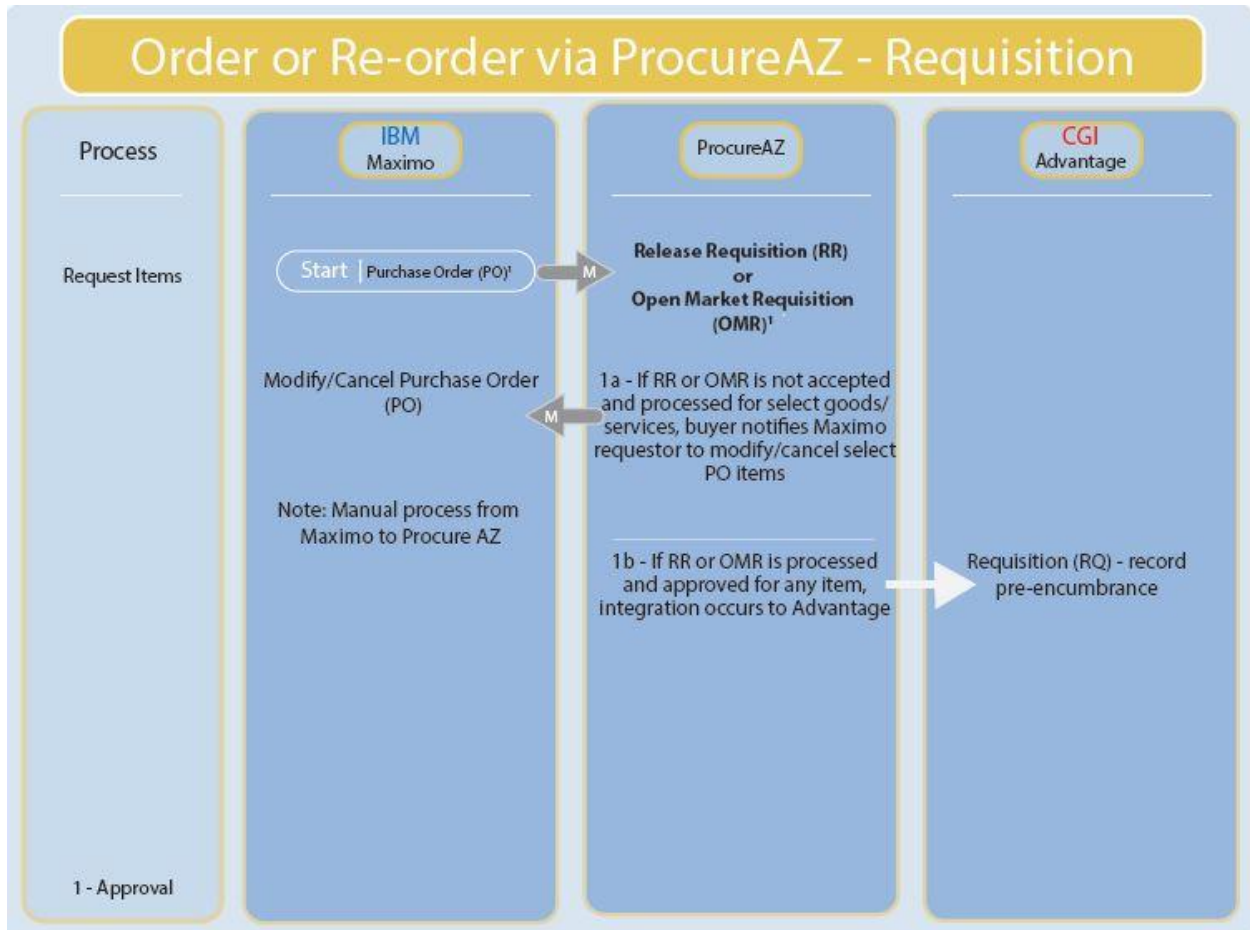 Order or Re-order via ProcureAZ - Requisition
Process
IBM
Maximo
ProcureAZ
CGI
Advantage
Request Items
Start | Purchase Order (PO)¹
M
Release Requisition (RR)
or
Open Market Requisition
(OMR)¹
Modify/Cancel Purchase Order
(PO)
M
1a - If RR or OMR is not accepted
and processed for select goods/
services, buyer notifies Maximo
requestor to modify/cancel select
PO items
Note: Manual process from
Maximo to Procure AZ
1b - If RR or OMR is processed
and approved for any item,
integration occurs to Advantage
Requisition (RQ) - record
pre-encumbrance
1 - Approval